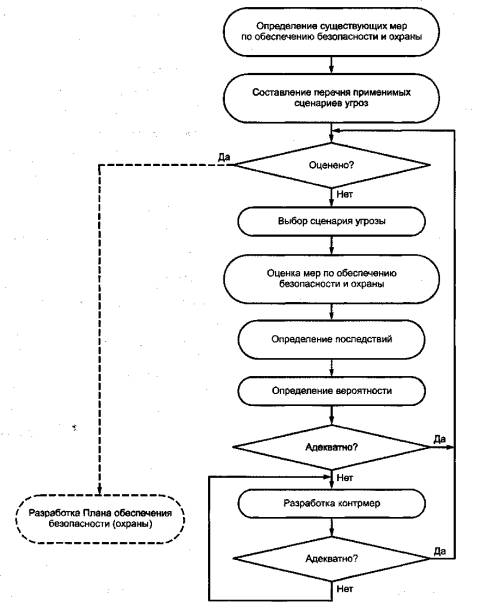 Определение существующих мер
по обеспечению безопасности и охраны
Составление перечня применимых
сценариев угроз
Да
Оценено?
Нет
Выбор сценария угрозы
Оценка мер по обеспечению
безопасности и охраны
Определение последствий
Определение вероятности
Адекватно?
Да
Нет
Разработка Плана обеспечения
безопасности (охраны)
Разработка контрмер
Адекватно?
Да
Нет